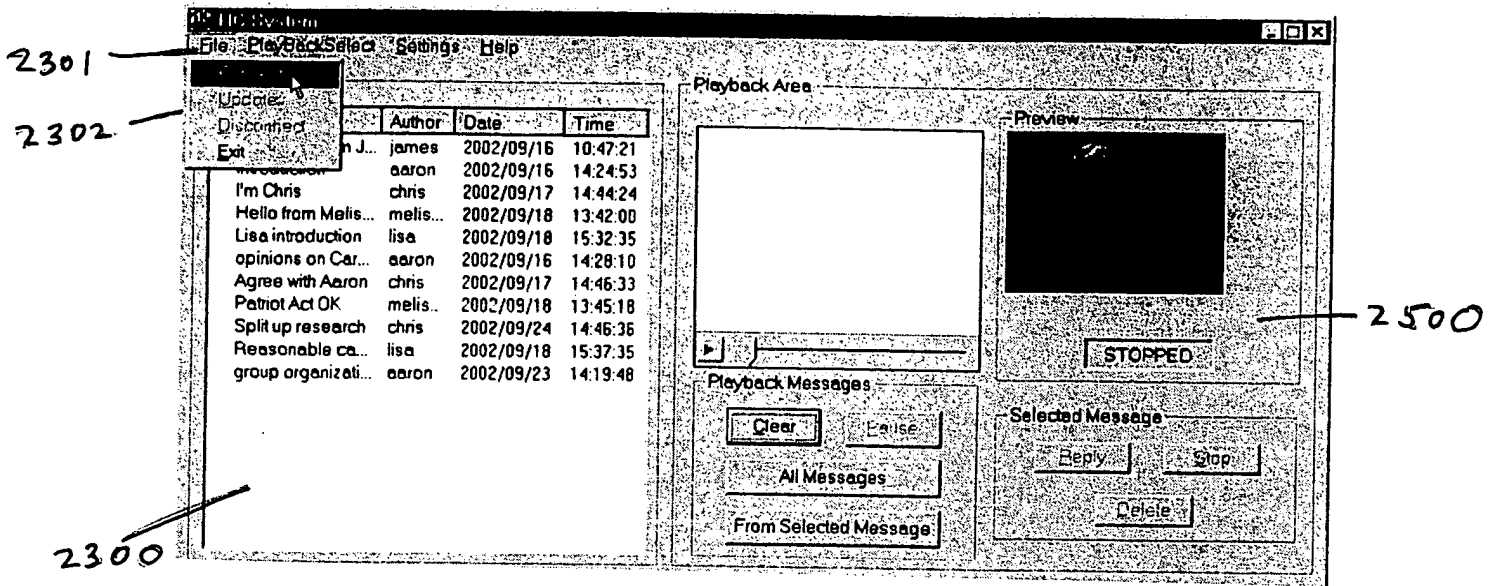 System
2301
File PlayBackSelect Settings Help
Update
Disconnect
Exit
2302
Author Date Time
n J... james 2002/09/16 10:47:21
Introduction aaron 2002/09/16 14:24:53
I'm Chris chris 2002/09/17 14:44:24
Hello from Melis... melis... 2002/09/18 13:42:00
Lisa introduction lisa 2002/09/18 15:32:35
opinions on Car... aaron 2002/09/16 14:28:10
Agree with Aaron chris 2002/09/17 14:46:33
Patriot Act OK melis.. 2002/09/18 13:45:18
Split up research chris 2002/09/24 14:46:36
Reasonable ca... lisa 2002/09/18 15:37:35
group organizati... aaron 2002/09/23 14:19:48
2300
Playback Area
Preview
STOPPED
2500
Playback Messages
Clear Pause
All Messages
From Selected Message
Selected Message
Reply Stop
Delete